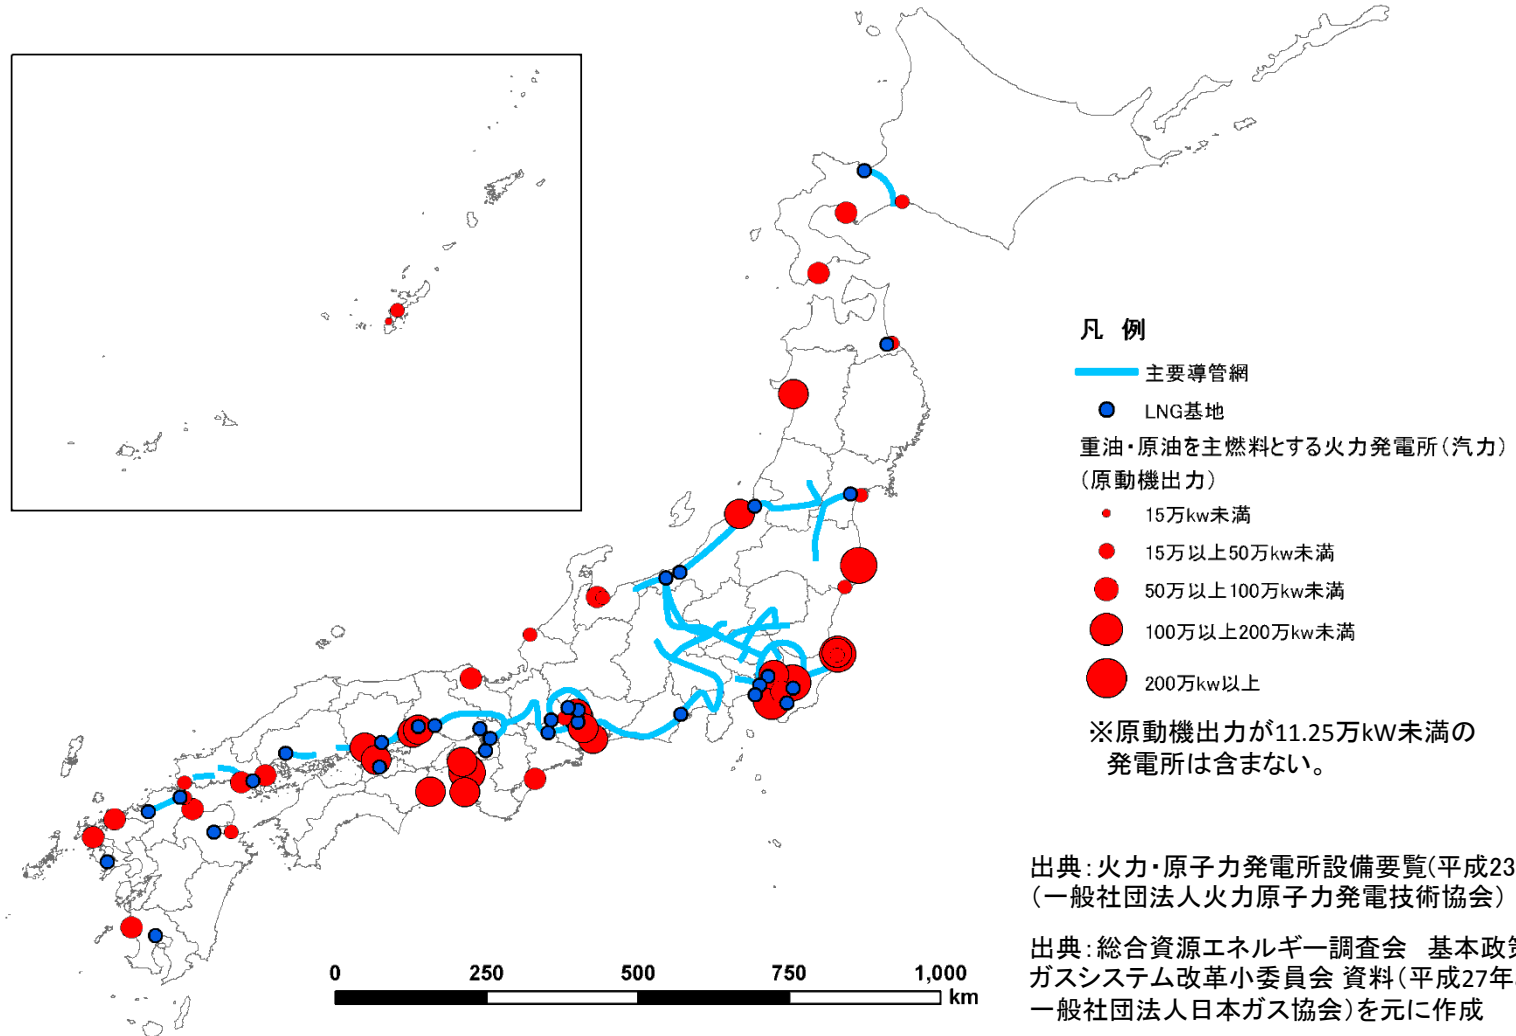 凡 例
主要導管網
LNG基地
重油・原油を主燃料とする火力発電所(汽力)
(原動機出力)
15万kw未満
15万以上50万kw未満
50万以上100万kw未満
100万以上200万kw未満
200万kw以上
※原動機出力が11.25万kW未満の
発電所は含まない。
出典:火力・原子力発電所設備要覧(平成23
(一般社団法人火力原子力発電技術協会)
出典:総合資源エネルギー調査会 基本政策
ガスシステム改革小委員会 資料(平成27年
一般社団法人日本ガス協会)を元に作成
0 250 500 750 1,000
km